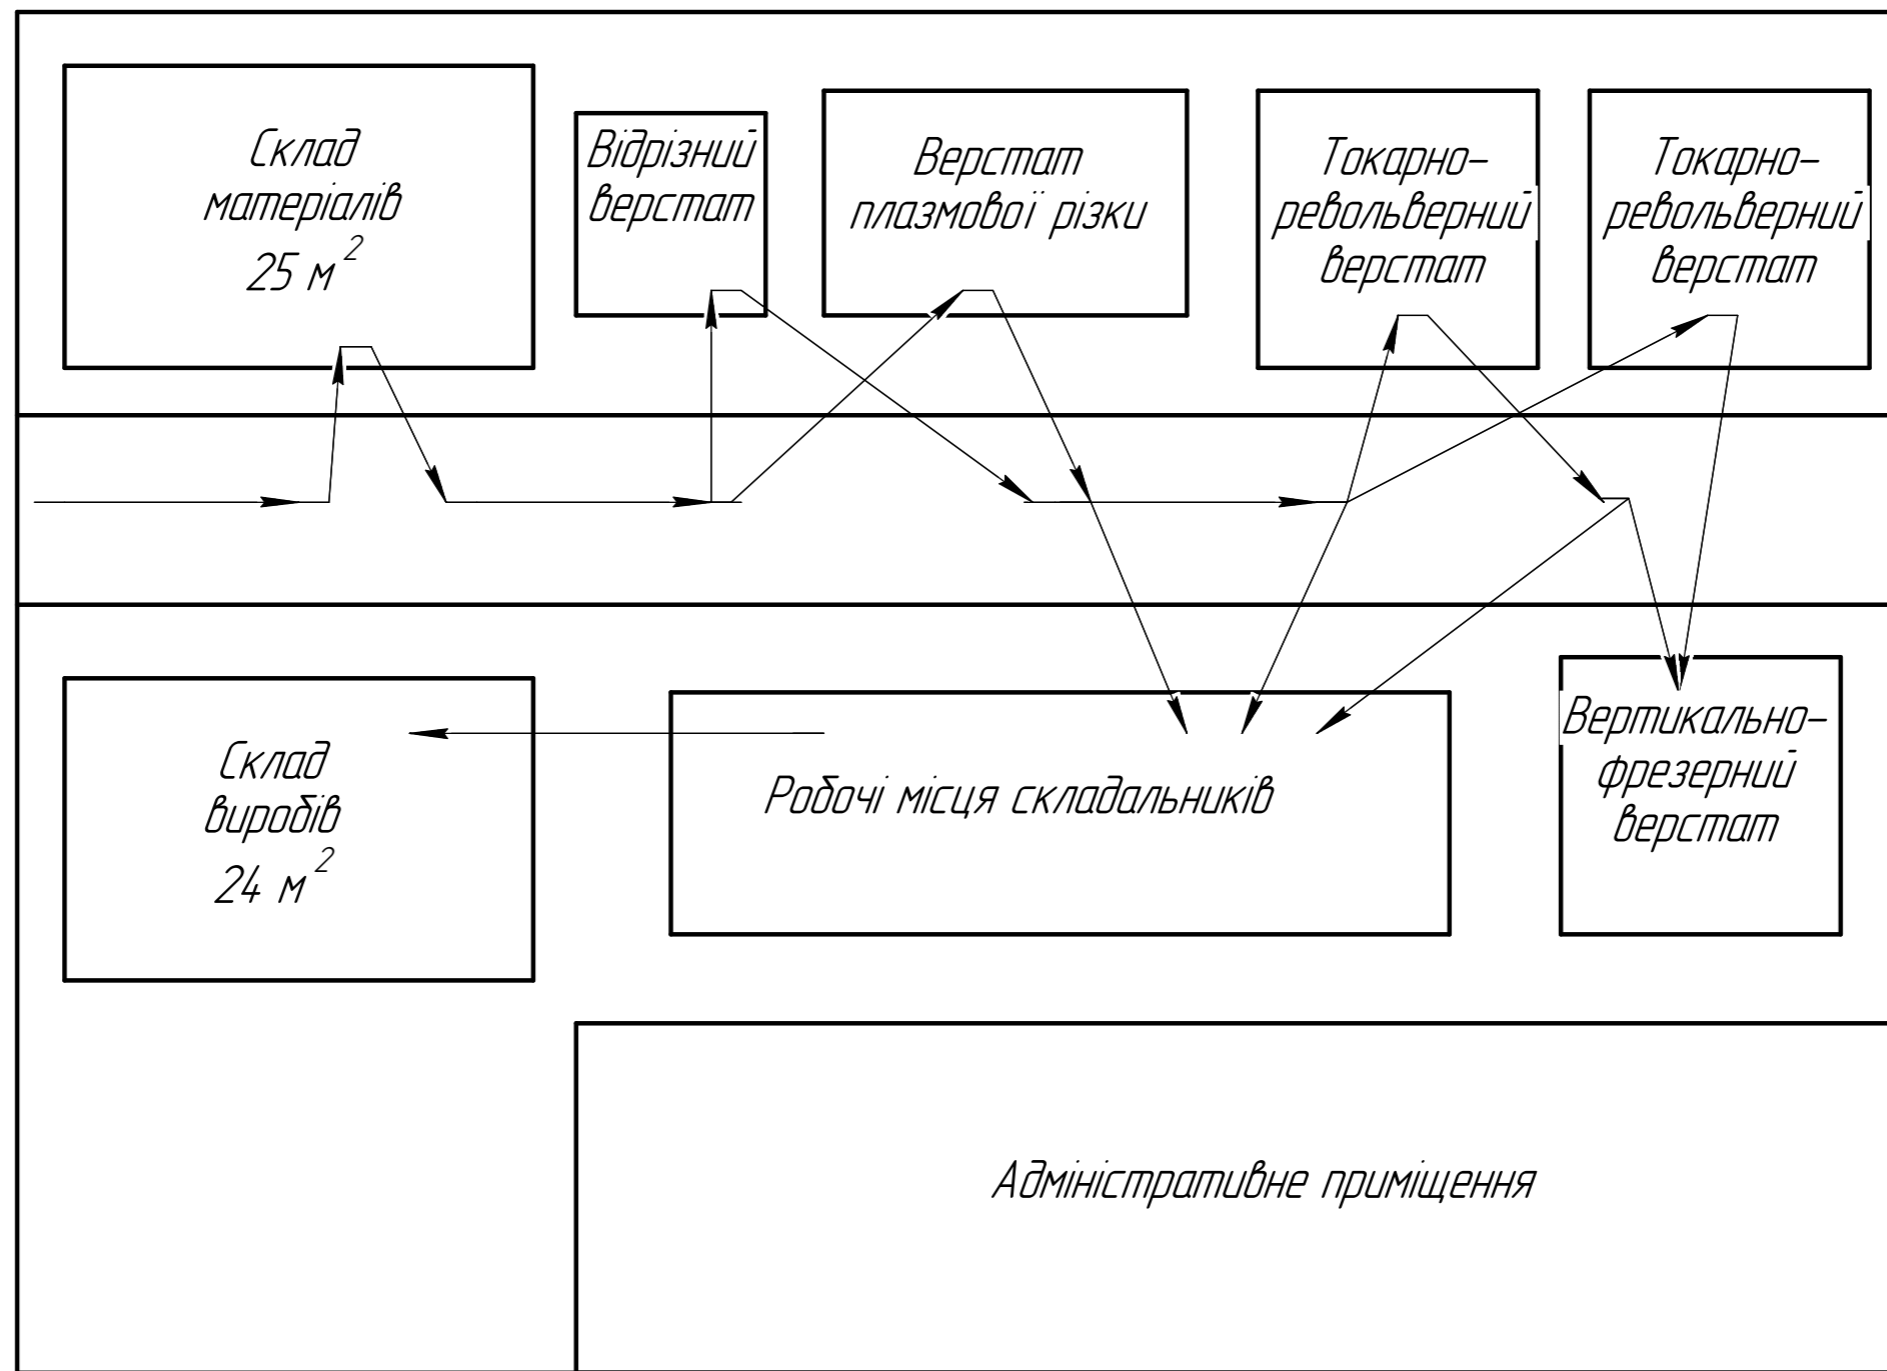 Склад
матеріалів
25 м²
Відрізний
верстат
Верстат
плазмової різки
Токарно-
револьверний
верстат
Токарно-
револьверний
верстат
Склад
виробів
24 м²
Робочі місця складальників
Вертикально-
фрезерний
верстат
Адміністративне приміщення